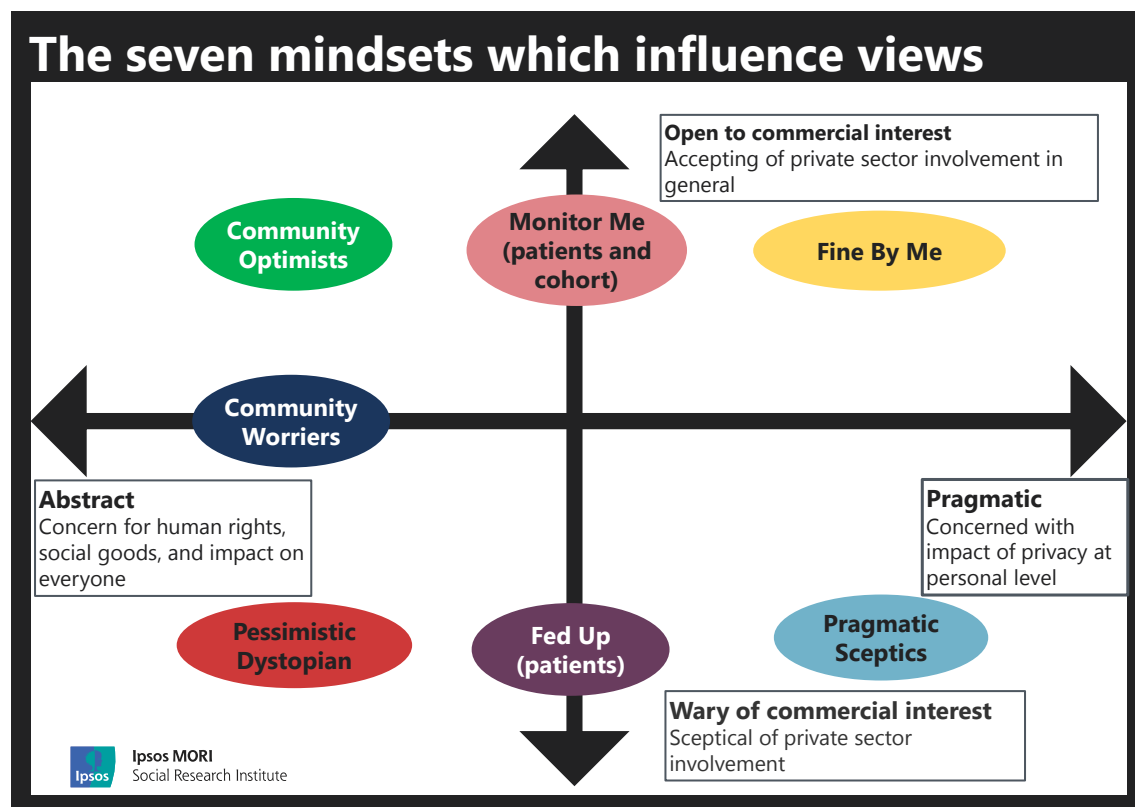 The seven mindsets which influence views
Open to commercial interest
Accepting of private sector involvement in
general
Community
Optimists
Monitor Me
(patients and
cohort)
Fine By Me
Community
Worriers
Abstract
Concern for human rights,
social goods, and impact on
everyone
Pragmatic
Concerned with
impact of privacy at
personal level
Pessimistic
Dystopian
Fed Up
(patients)
Pragmatic
Sceptics
Wary of commercial interest
Sceptical of private sector
involvement
Ipsos
Ipsos MORI
Social Research Institute